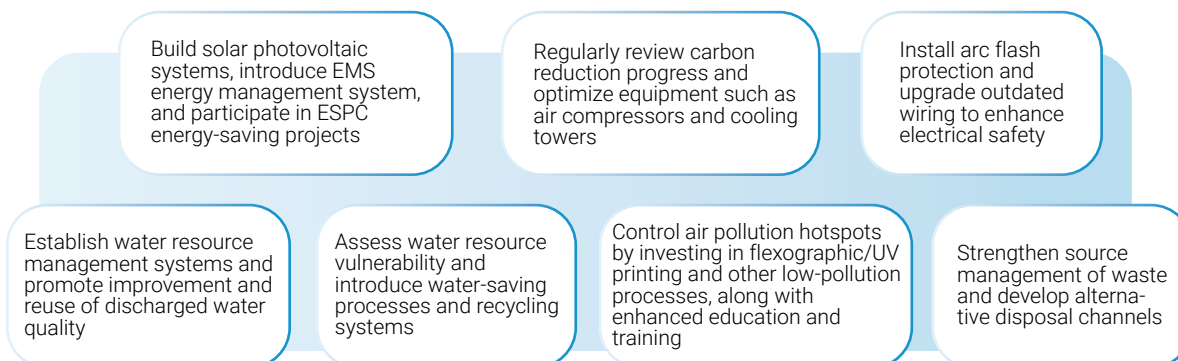 Build solar photovoltaic
systems, introduce EMS
energy management system,
and participate in ESPC
energy-saving projects
Regularly review carbon
reduction progress and
optimize equipment such as
air compressors and cooling
towers
Install arc flash
protection and
upgrade outdated
wiring to enhance
electrical safety
Establish water resource
management systems and
promote improvement and
reuse of discharged water
quality
Assess water resource
vulnerability and
introduce water-saving
processes and recycling
systems
Control air pollution hotspots
by investing in flexographic/UV
printing and other low-pollution
processes, along with
enhanced education and
training
Strengthen source
management of waste
and develop alterna-
tive disposal channels